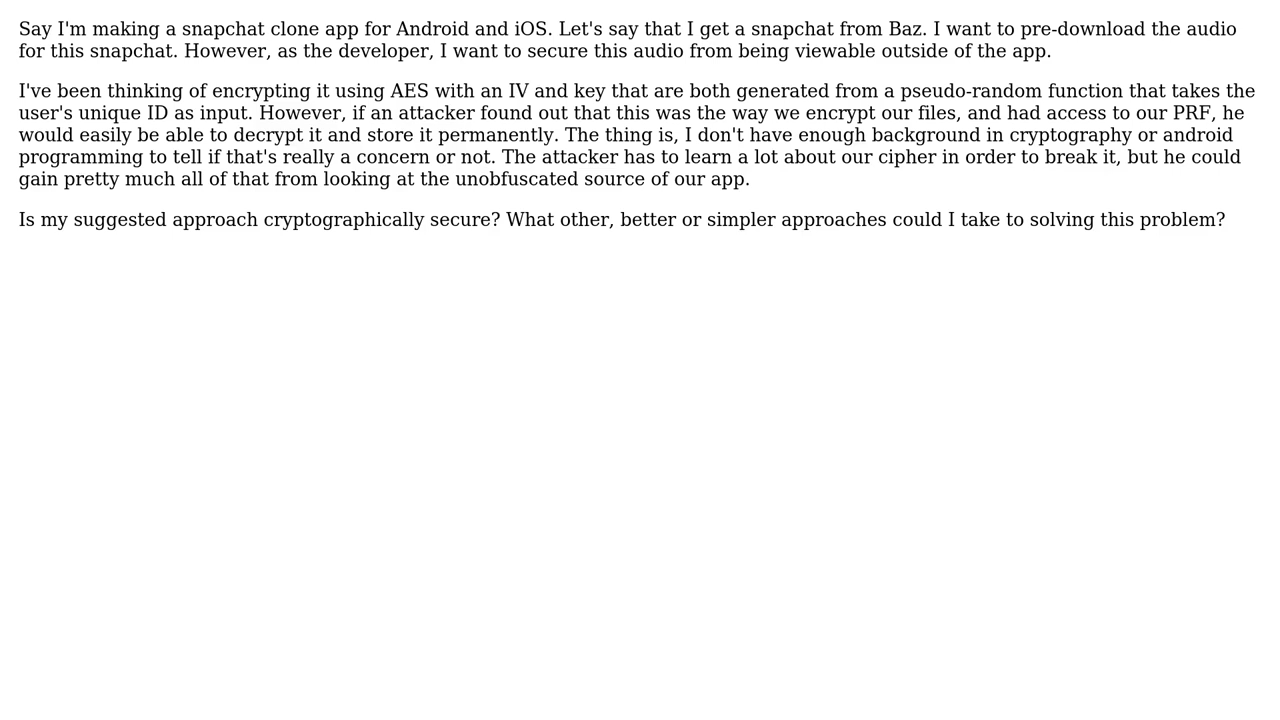 Say I'm making a snapchat clone app for Android and iOS. Let's say that I get a snapchat from Baz. I want to pre-download the audio
for this snapchat. However, as the developer, I want to secure this audio from being viewable outside of the app.
I've been thinking of encrypting it using AES with an IV and key that are both generated from a pseudo-random function that takes the
user's unique ID as input. However, if an attacker found out that this was the way we encrypt our files, and had access to our PRF, he
would easily be able to decrypt it and store it permanently. The thing is, I don't have enough background in cryptography or android
programming to tell if that's really a concern or not. The attacker has to learn a lot about our cipher in order to break it, but he could
gain pretty much all of that from looking at the unobfuscated source of our app.
Is my suggested approach cryptographically secure? What other, better or simpler approaches could I take to solving this problem?